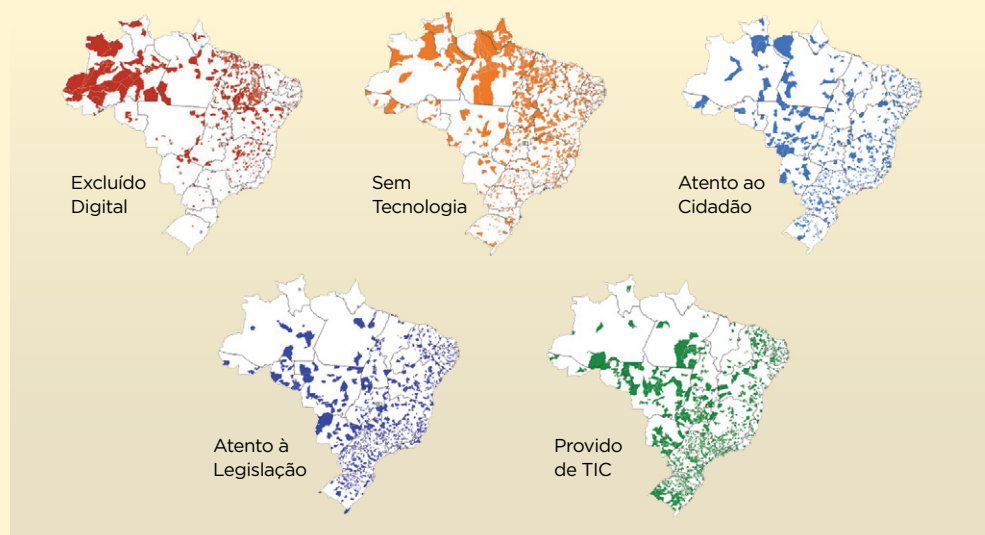 Excluído
Digital
Sem
Tecnologia
Atento ao
Cidadão
Atento à
Legislação
Provido
de TIC